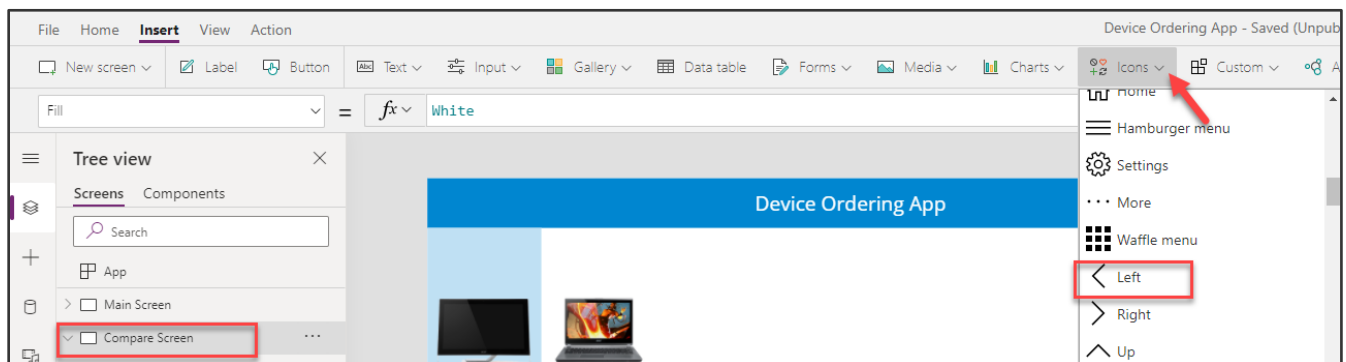 File Home Insert View Action Device Ordering App - Saved (Unpub
New screen Label Button Abc Text Input Gallery Data table Forms Media Charts Icons Custom A
Fill = fx White
Home
Hamburger menu
Tree view
Settings
Screens Components
Device Ordering App
More
Search
Waffle menu
App
Left
Main Screen
Right
Compare Screen ...
Up